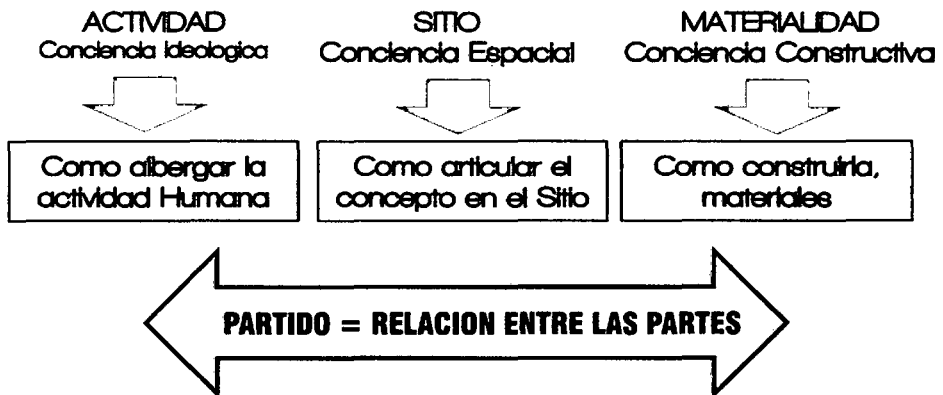 ACTIVIDAD
Conciencia Ideologica
Como albergar la
actividad Humana
SITIO
Conciencia Espacial
Como articular el
concepto en el Sitio
MATERIALIDAD
Conciencia Constructiva
Como construirla,
materiales
PARTIDO = RELACION ENTRE LAS PARTES